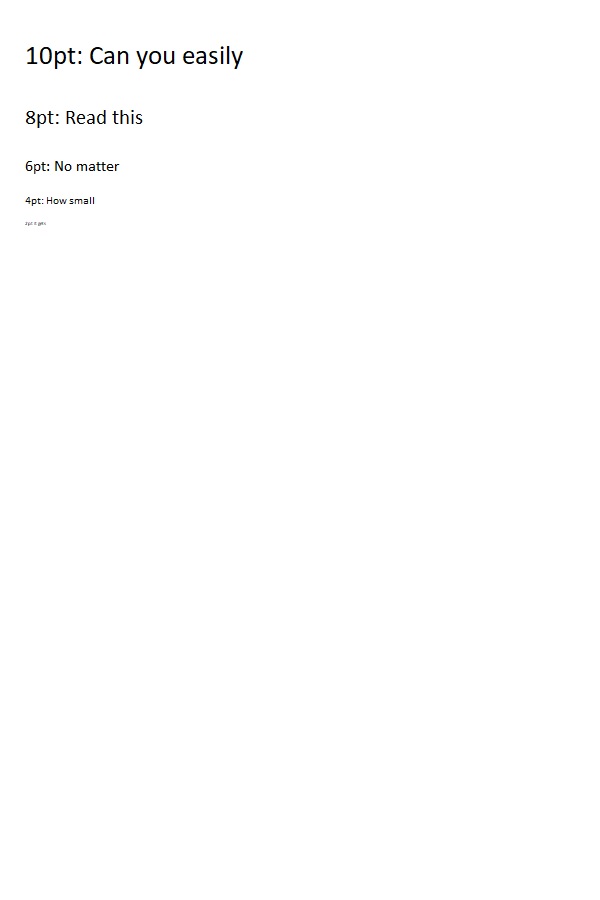 10pt: Can you easily
8pt: Read this
6pt: No matter
4pt: How small
2pt: it gets